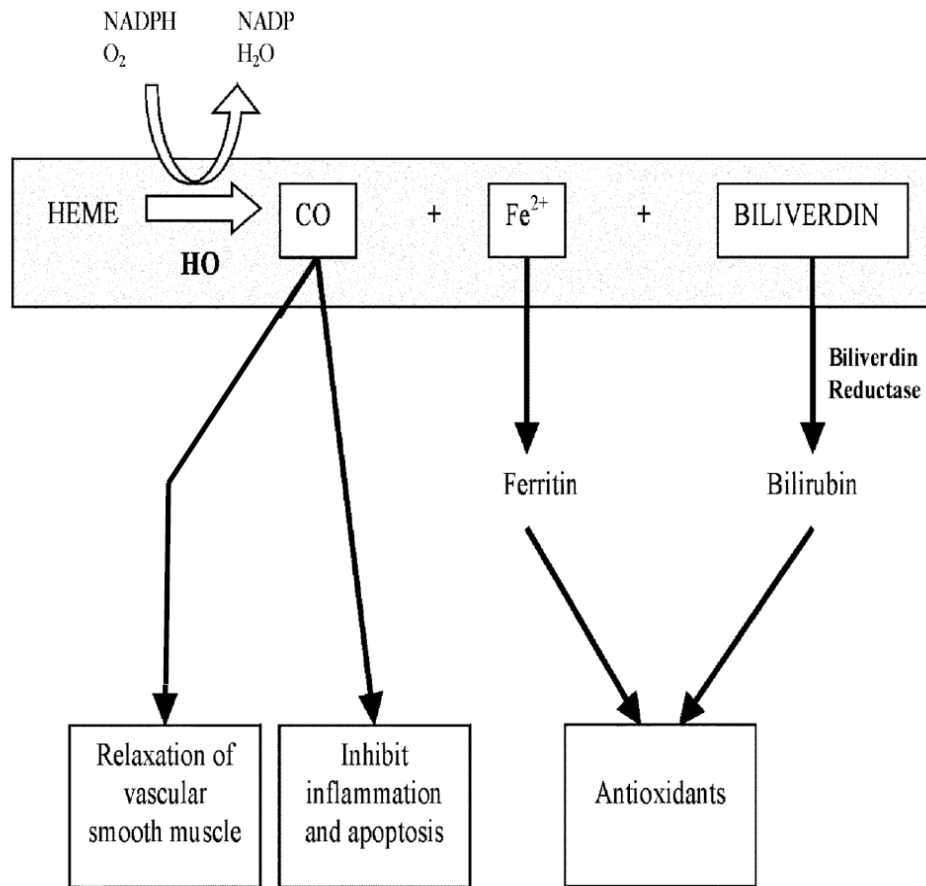 NADPH
O₂
NADP
H₂O
HEME
HO
CO
+
Fe²⁺
+
BILIVERDIN
Biliverdin
Reductase
Ferritin
Bilirubin
Relaxation of
vascular
smooth muscle
Inhibit
inflammation
and apoptosis
Antioxidants